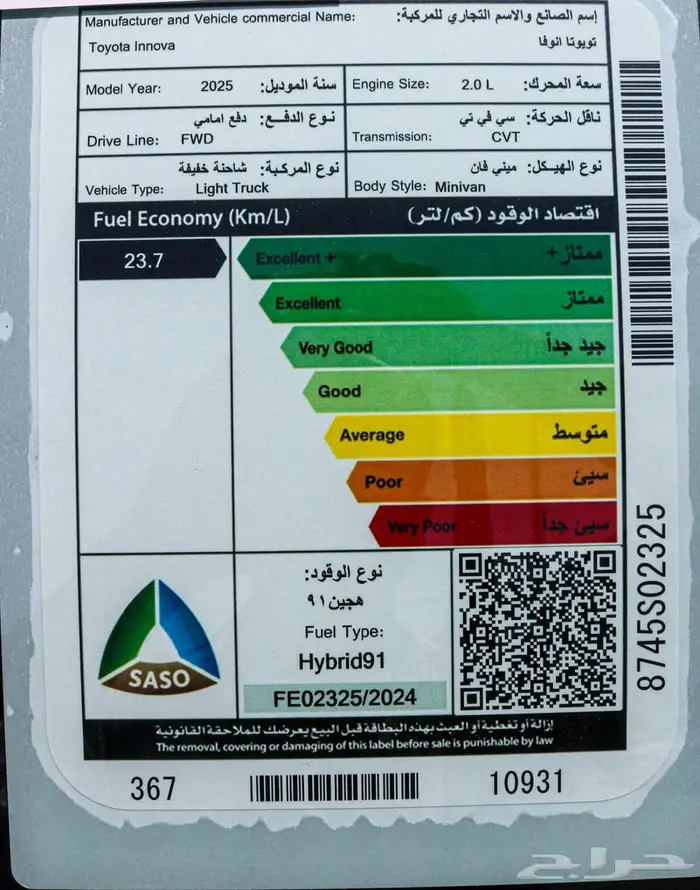 Manufacturer and Vehicle commercial Name: إسم الصانع والاسم التجاري للمركبة:
Toyota Innova تويوتا انوفا
Model Year: 2025 سنة الموديل:
Engine Size: 2.0 L سعة المحرك:
نوع الدفع: دفع امامي
Drive Line: FWD
ناقل الحركة: سي في تي
Transmission: CVT
نوع المركبة: شاحنة خفيفة
Vehicle Type: Light Truck
نوع الهيكل: ميني فان
Body Style: Minivan
Fuel Economy (Km/L) اقتصاد الوقود (كم/لتر)
23.7
Excellent + ممتاز+
Excellent ممتاز
Very Good جيد جداً
Good جيد
Average متوسط
Poor سيئ
Very Poor سيئ جداً
SASO
نوع الوقود:
هجين٩١
Fuel Type:
Hybrid91
FE02325/2024
8745S02325
إزالة أو تغطية أو العبث بهذه البطاقة قبل البيع يعرضك للملاحقة القانونية
The removal, covering or damaging of this label before sale is punishable by law
367 10931
حراج